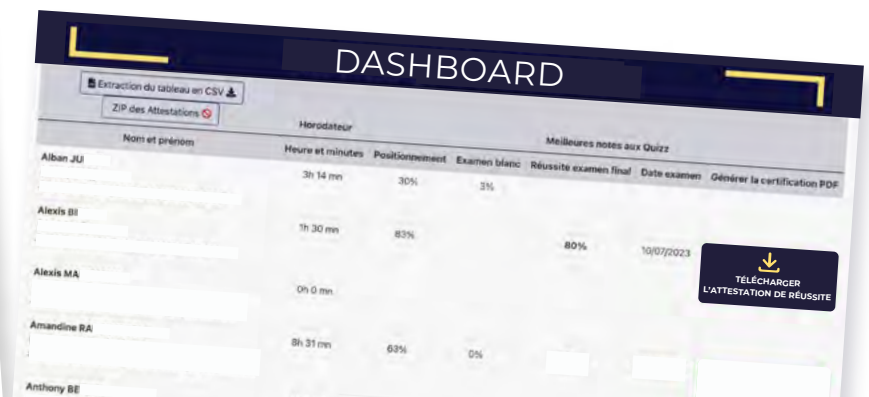 DASHBOARD
Extraction du tableau en CSV
ZIP des Attestations
Horodateur
Meilleures notes aux Quizz
Nom et prénom Heure et minutes Positionnement Examen blanc Réussite examen final Date examen Générer la certification PDF
Alban JU 3h 14 mn 30% 3%
Alexis BI 1h 30 mn 83% 80% 10/07/2023
TÉLÉCHARGER
L'ATTESTATION DE RÉUSSITE
Alexis MA 0h 0 mn
Amandine RA 8h 31 mn 63% 0%
Anthony BE